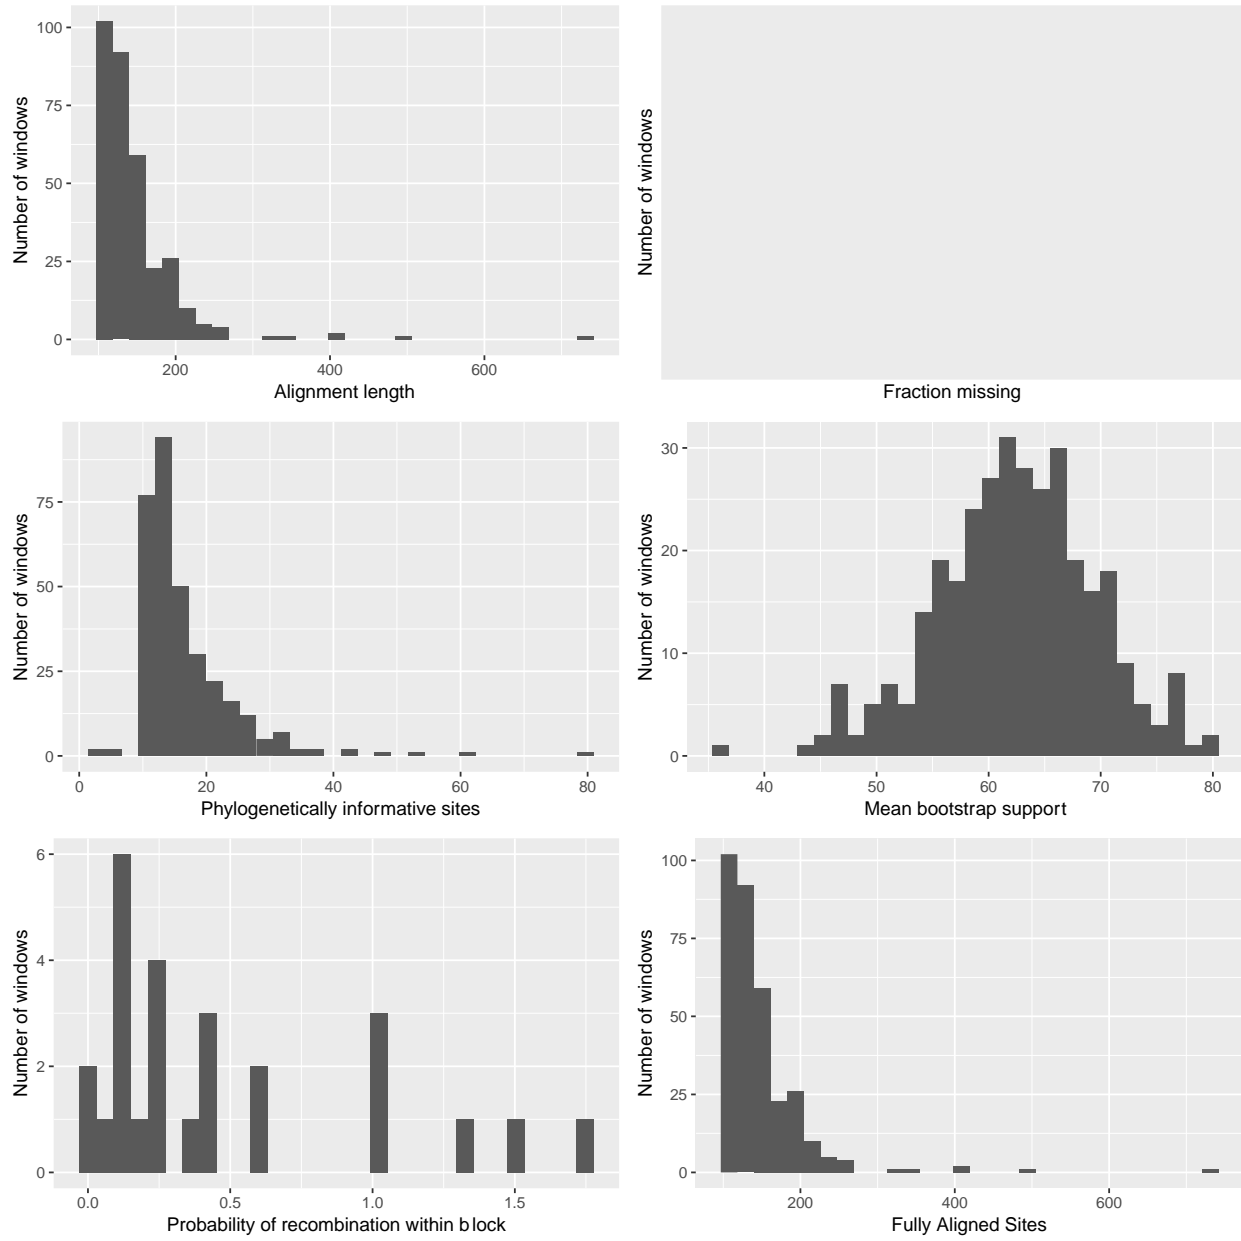 Number of windows
100
75
50
25
0
200 400 600
Alignment length
Number of windows
Fraction missing
Number of windows
75
50
25
0
0 20 40 60 80
Phylogenetically informative sites
Number of windows
30
20
10
0
40 50 60 70 80
Mean bootstrap support
Number of windows
6
4
2
0
0.0 0.5 1.0 1.5
Probability of recombination within block
Number of windows
100
75
50
25
0
200 400 600
Fully Aligned Sites